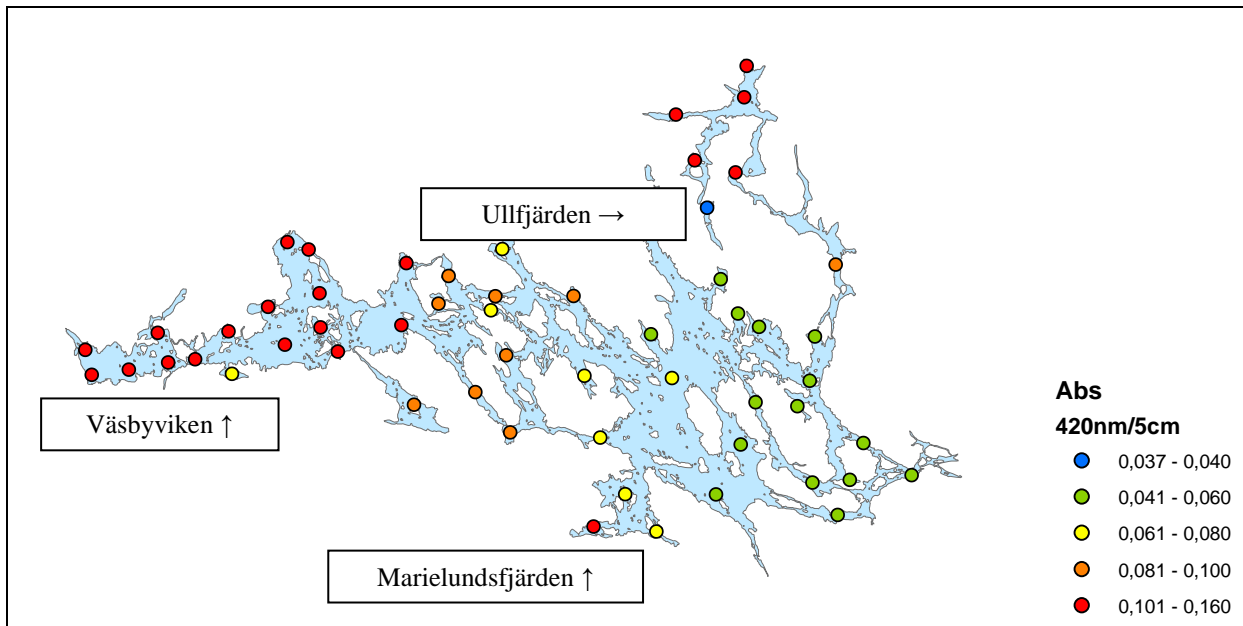 Ullfjärden →
Väsbyviken ↑
Marielundsfjärden ↑
Abs
420nm/5cm
0,037 - 0,040
0,041 - 0,060
0,061 - 0,080
0,081 - 0,100
0,101 - 0,160